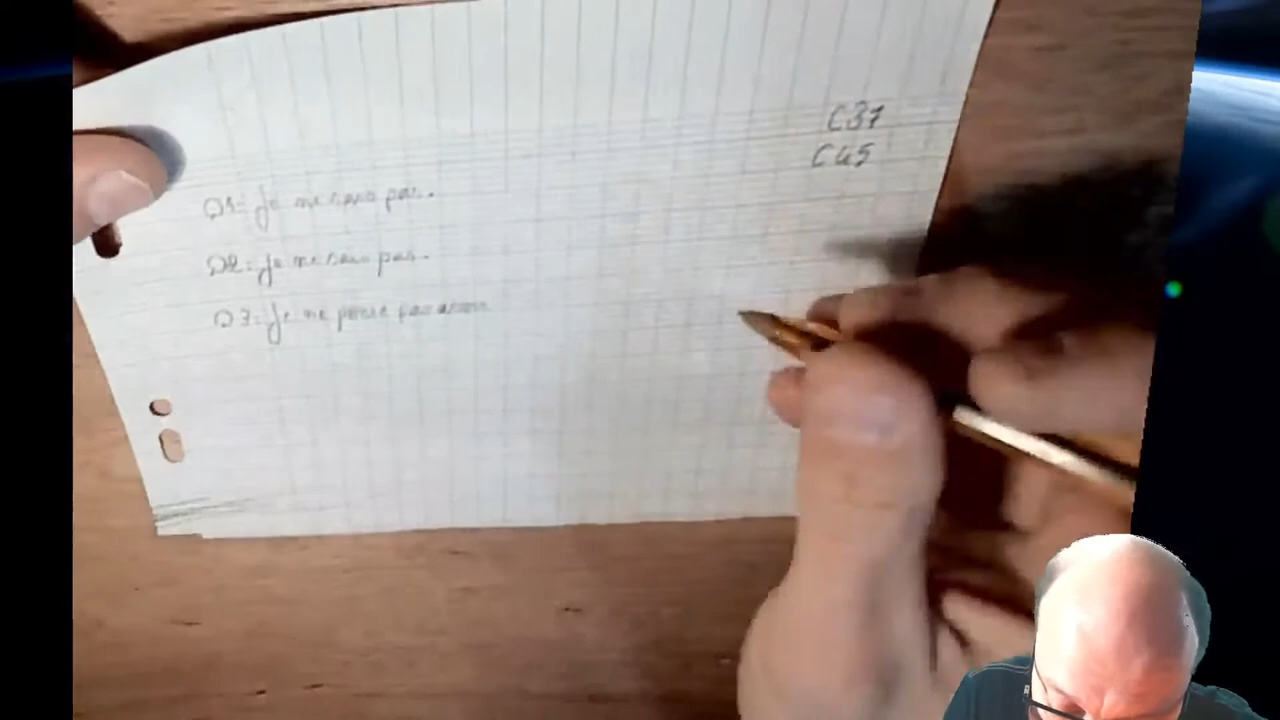 C37
C45
Q1: Je ne sais pas.
Q2: Je ne sais pas.
Q3: Je ne pense pas